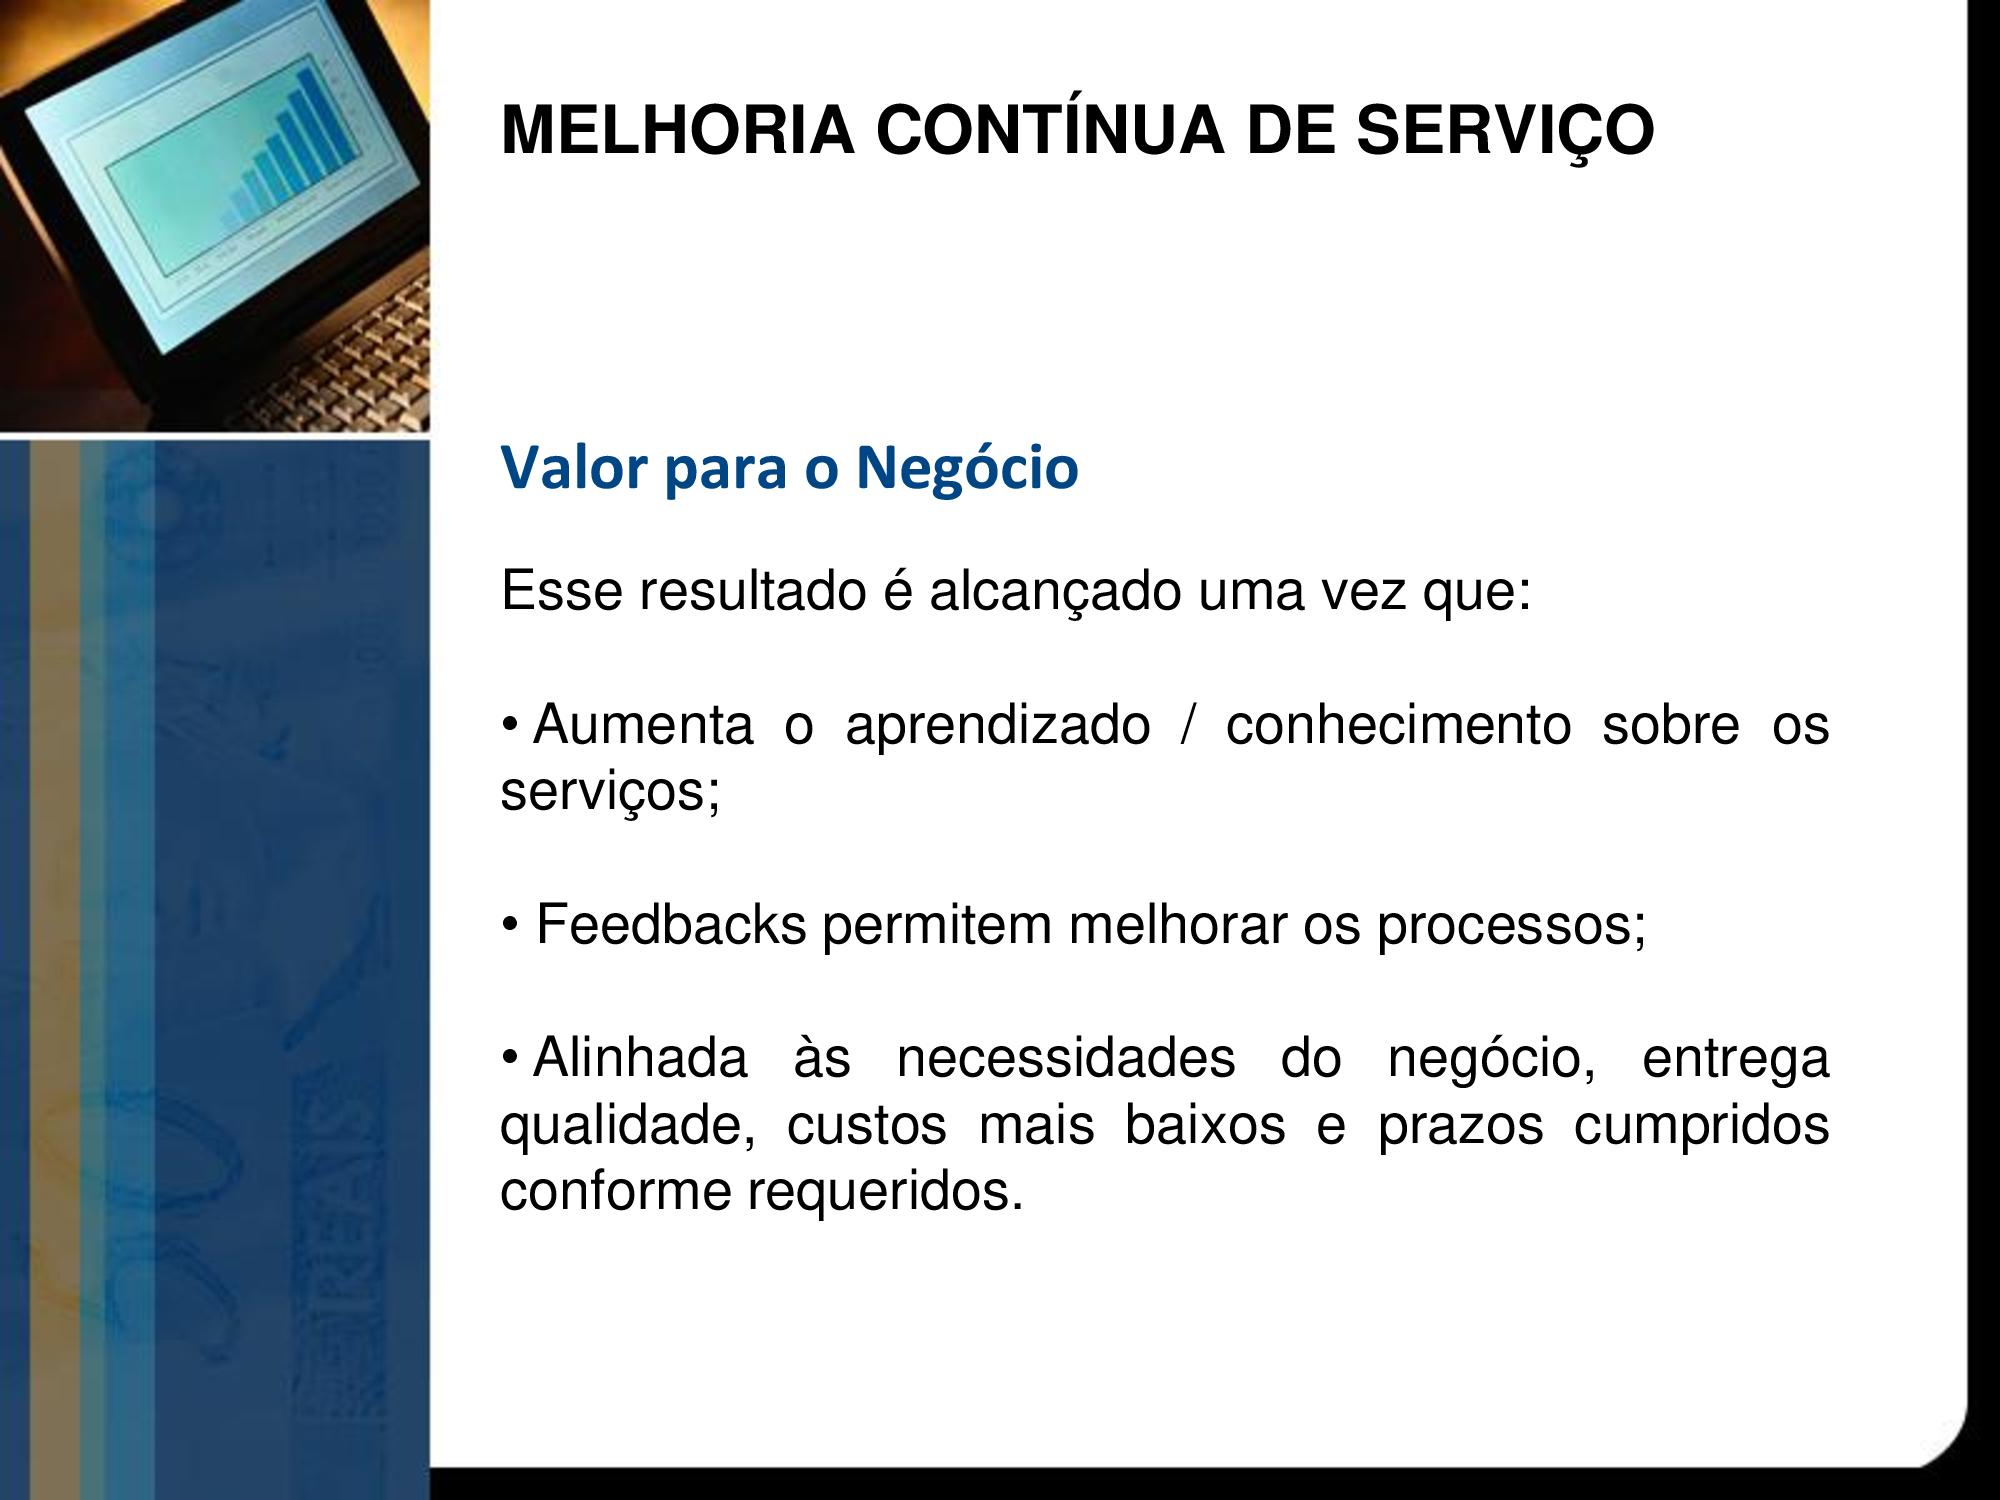 MELHORIA CONTÍNUA DE SERVIÇO
Valor para o Negócio
Esse resultado é alcançado uma vez que:
• Aumenta o aprendizado / conhecimento sobre os
serviços;
• Feedbacks permitem melhorar os processos;
• Alinhada às necessidades do negócio, entrega
qualidade, custos mais baixos e prazos cumpridos
conforme requeridos.
REAIS